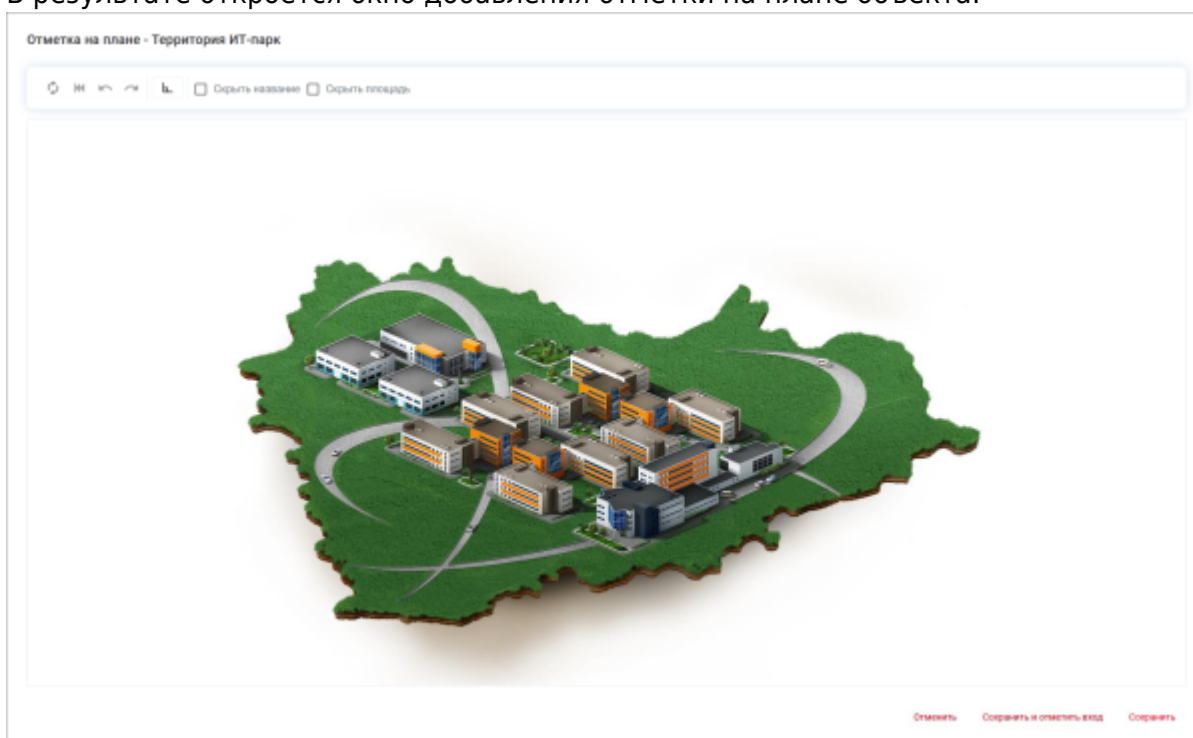 В результате откроется окно добавления отметки на плане объекта.
Отметка на плане - Территория ИТ-парк
Скрыть название Скрыть площадь
Отменить Сохранить и отметить вход Сохранить